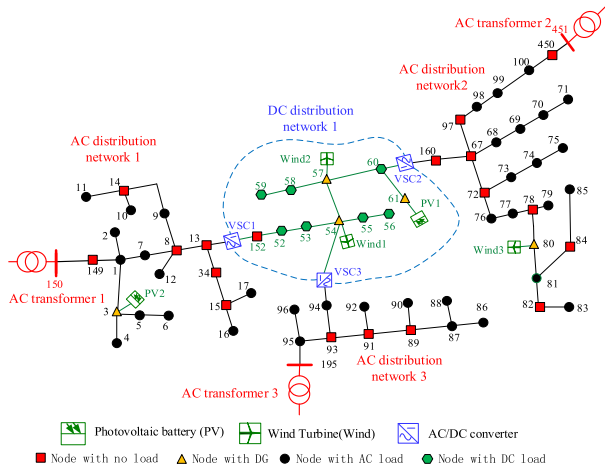 AC transformer 2
451
450
100
AC distribution
network2
99
98
71
70
97
69
68
DC distribution
network 1
AC distribution
network 1
Wind2
57
60
160
67
75
74
73
VSC2
58
59
61
72
85
11
14
10
9
PV1
54
55
56
76
77
78
79
2
13
VSC1
152
52
53
Wind1
80
84
7
8
Wind3
150
149
1
12
34
VSC3
81
AC transformer 1
PV2
15
17
82
83
3
5
6
16
96
94
92
90
88
86
4
95
93
91
89
87
195
AC distribution
network 3
AC transformer 3
Photovoltaic battery (PV)
Wind Turbine(Wind)
AC/DC converter
Node with no load
Node with DG
Node with AC load
Node with DC load